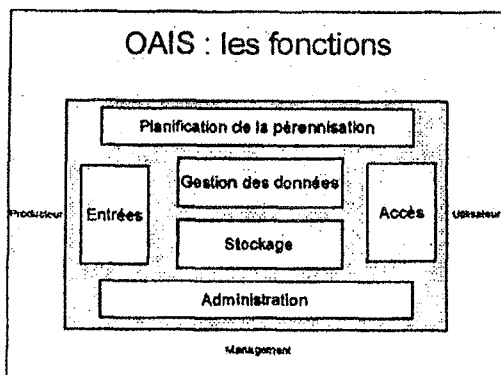 OAIS : les fonctions
Planification de la pérennisation
Gestion des données
Producteur
Entrées
Accès
Utilisateur
Stockage
Administration
Management